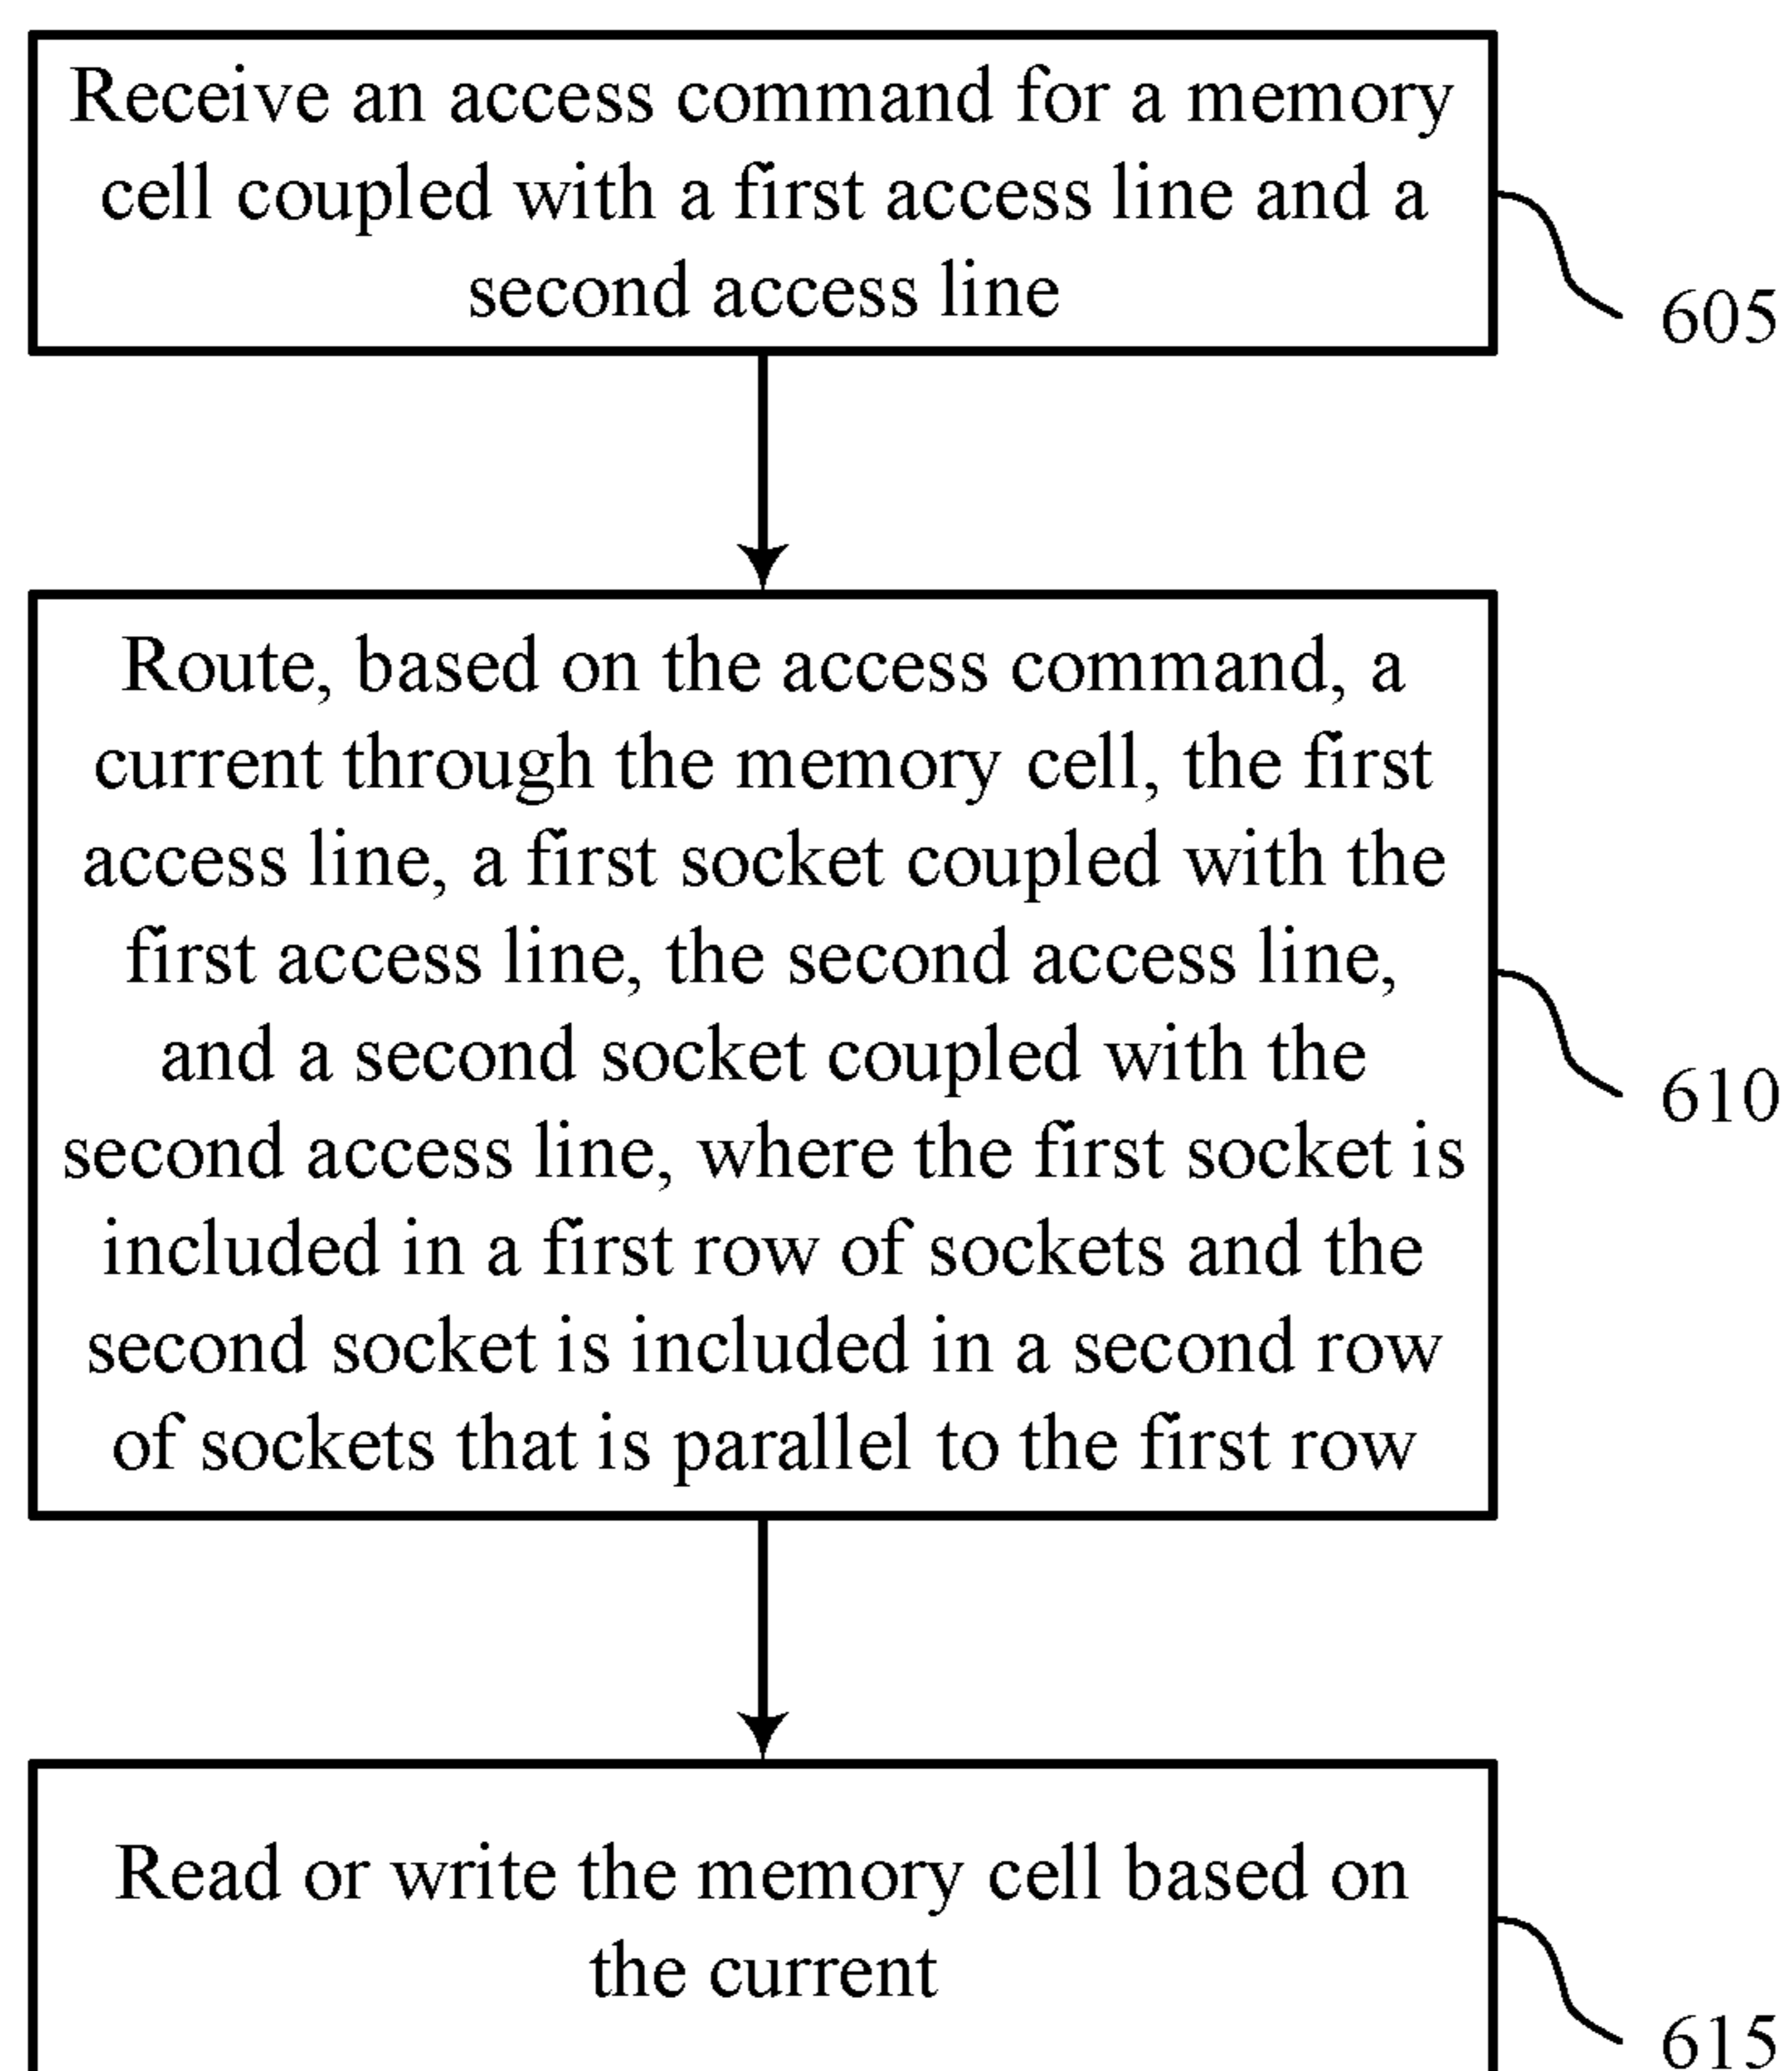 Receive an access command for a memory
cell coupled with a first access line and a
second access line
605
Route, based on the access command, a
current through the memory cell, the first
access line, a first socket coupled with the
first access line, the second access line,
and a second socket coupled with the
second access line, where the first socket is
included in a first row of sockets and the
second socket is included in a second row
of sockets that is parallel to the first row
610
Read or write the memory cell based on
the current
615